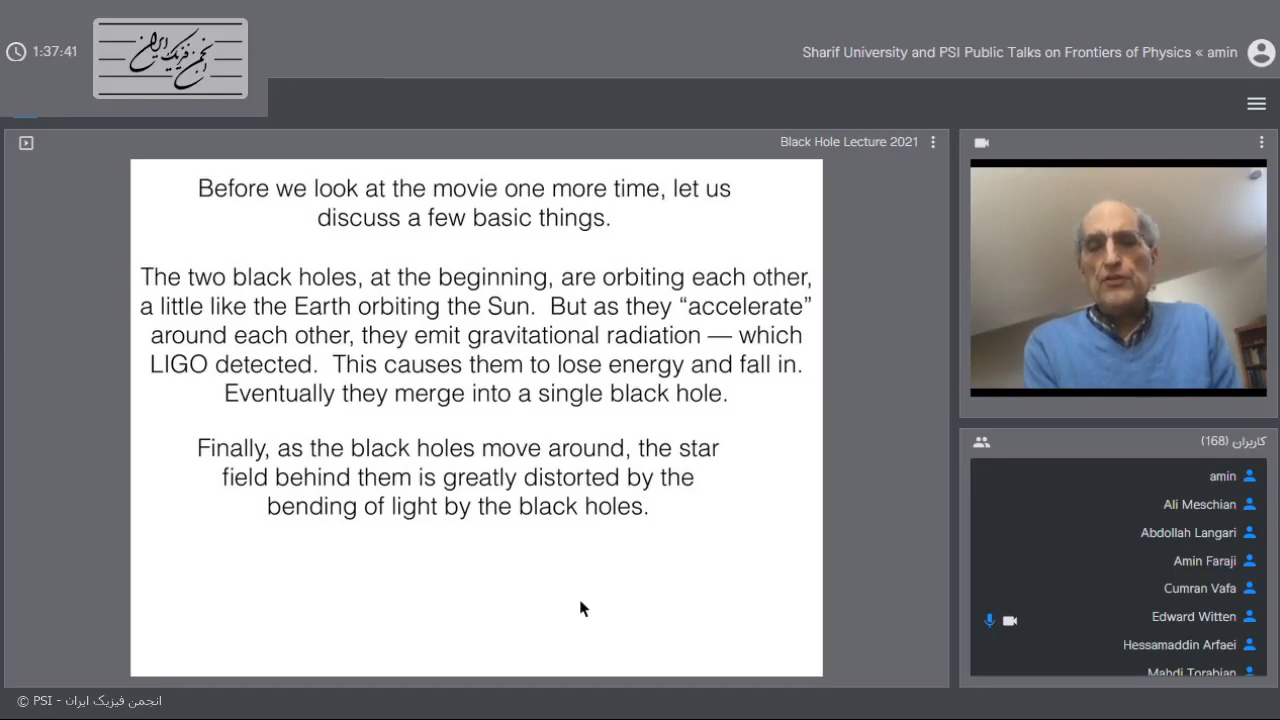 1:37:41
انجمن فیزیک ایران
Sharif University and PSI Public Talks on Frontiers of Physics « amin
Black Hole Lecture 2021
Before we look at the movie one more time, let us
discuss a few basic things.
The two black holes, at the beginning, are orbiting each other,
a little like the Earth orbiting the Sun.  But as they “accelerate”
around each other, they emit gravitational radiation — which
LIGO detected.  This causes them to lose energy and fall in.
Eventually they merge into a single black hole.
Finally, as the black holes move around, the star
field behind them is greatly distorted by the
bending of light by the black holes.
کاربران (168)
amin
Ali Meschian
Abdollah Langari
Amin Faraji
Cumran Vafa
Edward Witten
Hessamaddin Arfaei
Mahdi Torabian
© PSI - انجمن فیزیک ایران